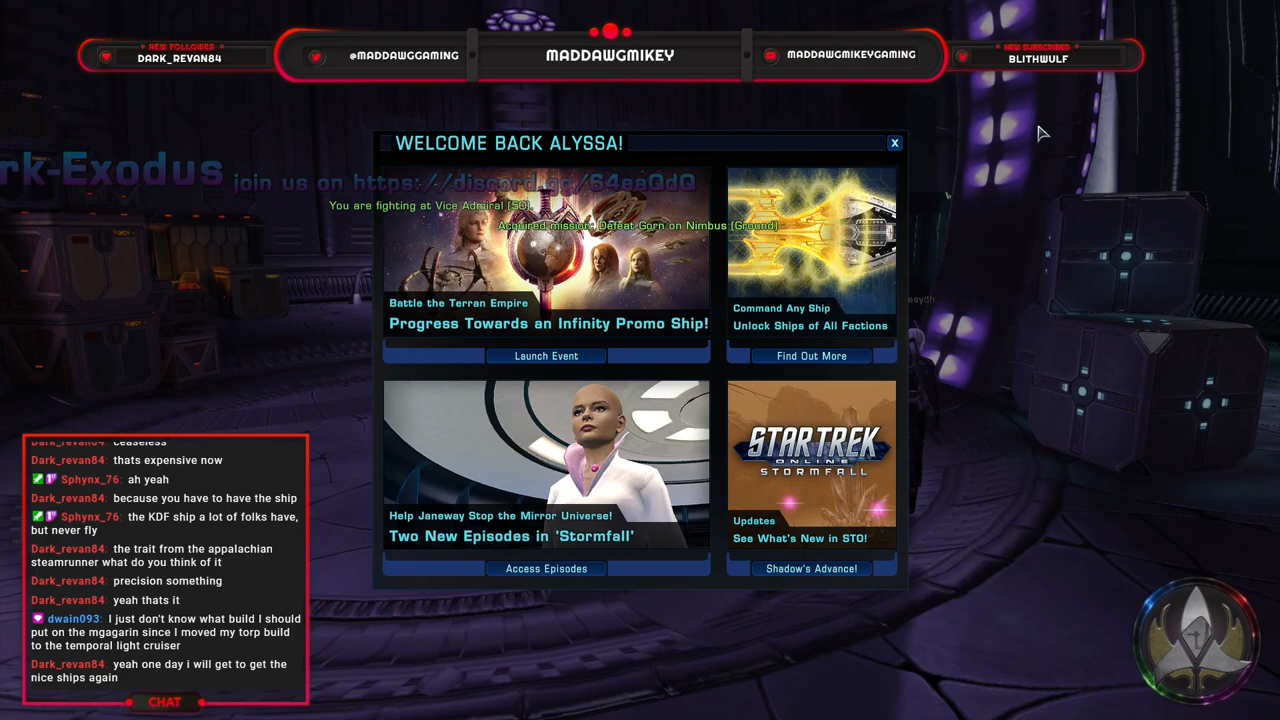 NEW FOLLOWER
DARK_REVAN84
@MADDAWGGAMING
MADDAWGMIKEY
MADDAWGMIKEYGAMING
NEW SUBSCRIBER
BLITHWULF
WELCOME BACK ALYSSA!
X
rk-Exodus join us on https://discord.gg/64eaQdQ
You are fighting at Vice Admiral (50).
Acquired mission: Defeat Gorn on Nimbus (Ground)
Battle the Terran Empire
Progress Towards an Infinity Promo Ship!
Launch Event
Command Any Ship
Unlock Ships of All Factions
Find Out More
Help Janeway Stop the Mirror Universe!
Two New Episodes in 'Stormfall'
Access Episodes
STAR TREK
ONLINE
STORMFALL
Updates
See What's New in STO!
Shadow's Advance!
Dark_revan84: ceaseless
Dark_revan84: thats expensive now
Sphynx_76: ah yeah
Dark_revan84: because you have to have the ship
Sphynx_76: the KDF ship a lot of folks have,
but never fly
Dark_revan84: the trait from the appalachian
steamrunner what do you think of it
Dark_revan84: precision something
Dark_revan84: yeah thats it
dwain093: I just don't know what build I should
put on the mgagarin since I moved my torp build
to the temporal light cruiser
Dark_revan84: yeah one day i will get to get the
nice ships again
CHAT